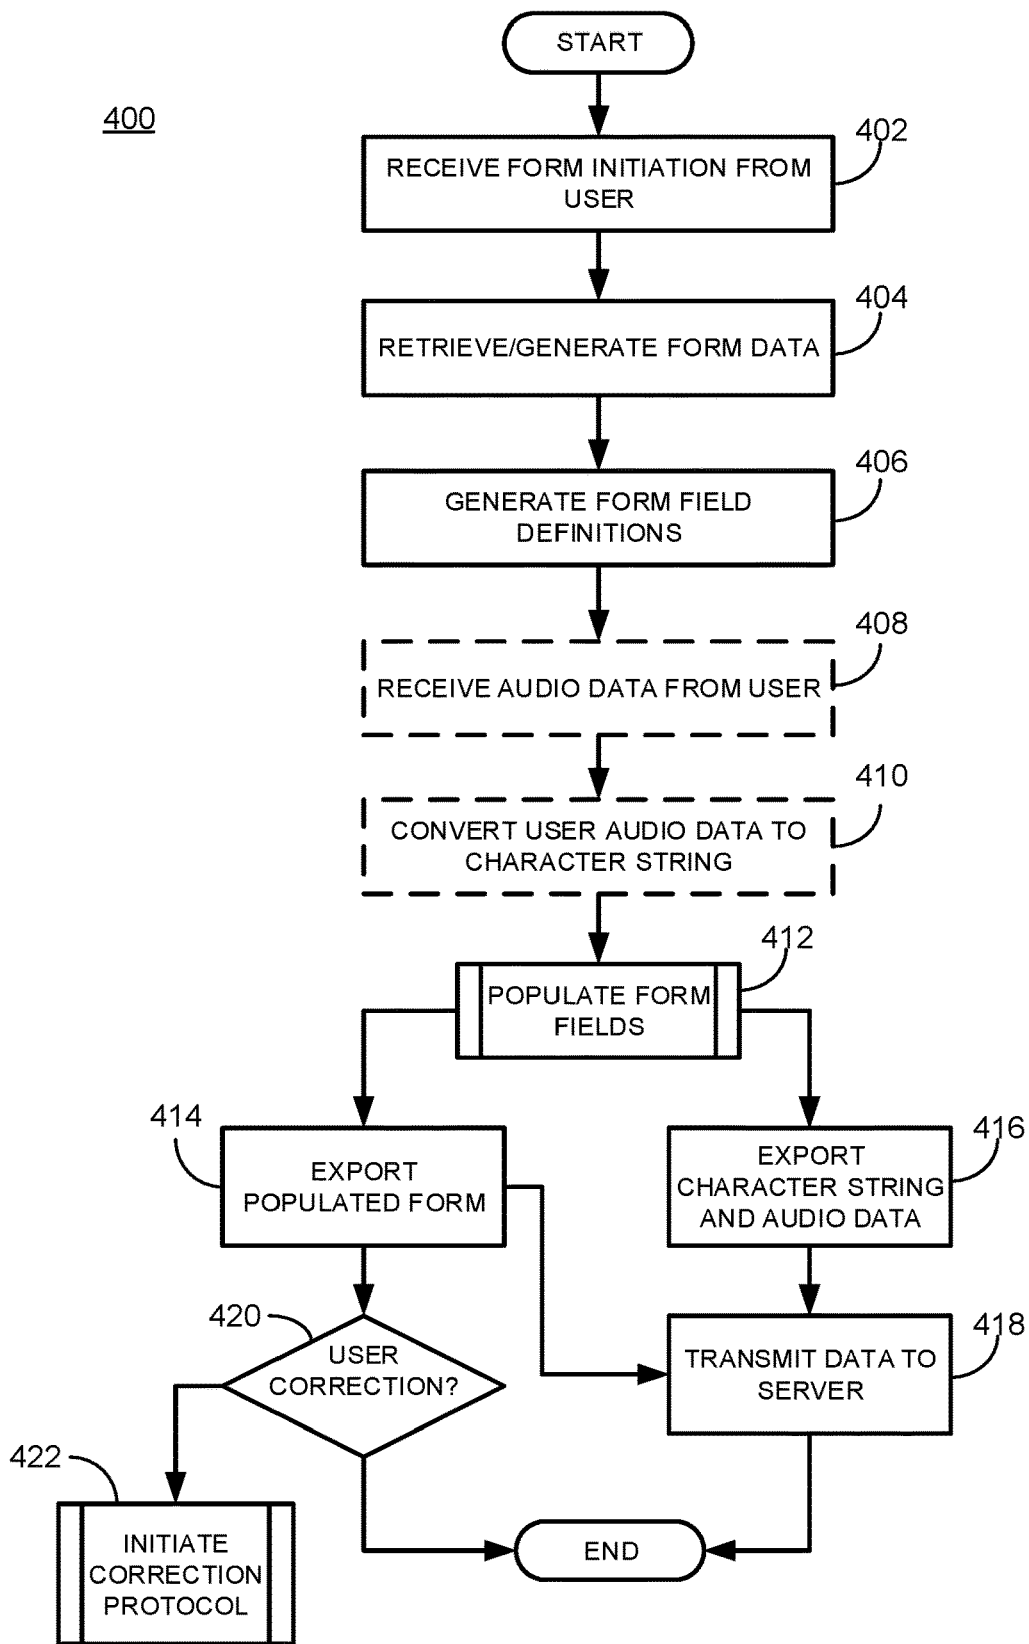 START
400
402
RECEIVE FORM INITIATION FROM
USER
404
RETRIEVE/GENERATE FORM DATA
406
GENERATE FORM FIELD
DEFINITIONS
408
RECEIVE AUDIO DATA FROM USER
410
CONVERT USER AUDIO DATA TO
CHARACTER STRING
412
POPULATE FORM
FIELDS
414
EXPORT
POPULATED FORM
416
EXPORT
CHARACTER STRING
AND AUDIO DATA
420
USER
CORRECTION?
418
TRANSMIT DATA TO
SERVER
422
INITIATE
CORRECTION
PROTOCOL
END